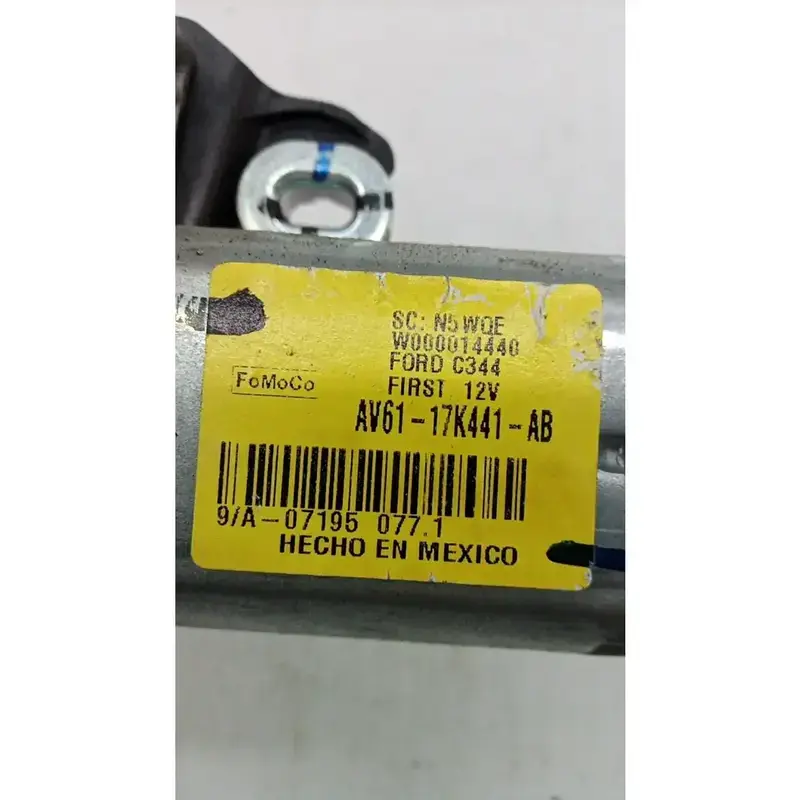 SC: N5WQE
W000014440
FORD C344
FoMoCo
FIRST 12V
AV61-17K441-AB
9/A-07195 077.1
HECHO EN MEXICO